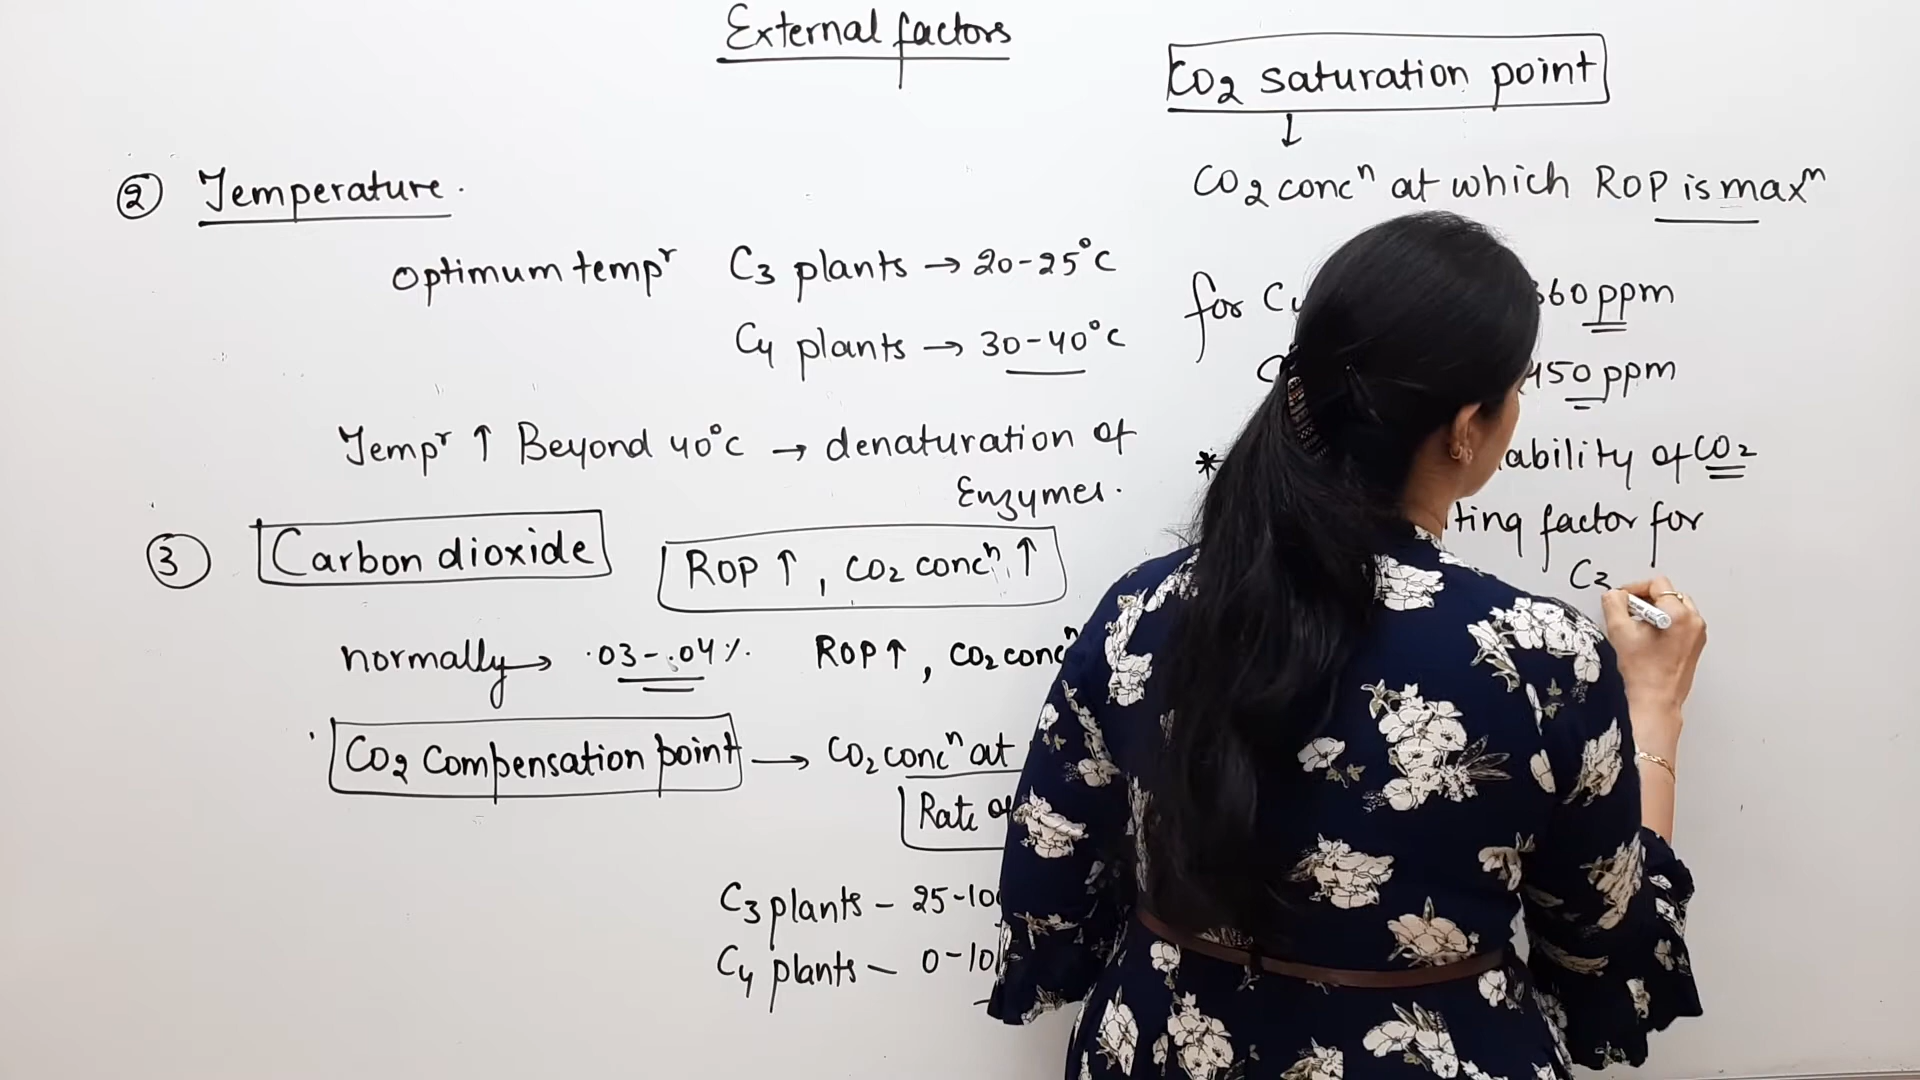 External factors
② Temperature.
optimum tempʳ C3 plants → 20-25°C
C4 plants → 30-40°C
Tempʳ ↑ Beyond 40°C → denaturation of
Enzymes.
③ Carbon dioxide
ROP ↑, CO2 concⁿ ↑
normally → .03-.04%. ROP ↑, CO2 concⁿ
CO2 Compensation point → CO2 concⁿ at
Rate of
C3 plants - 25-10
C4 plants - 0-10
CO2 saturation point
↓
CO2 concⁿ at which ROP is maxᵐ
for C4 360 ppm
C 450 ppm
* ability of CO2
ting factor for
C3